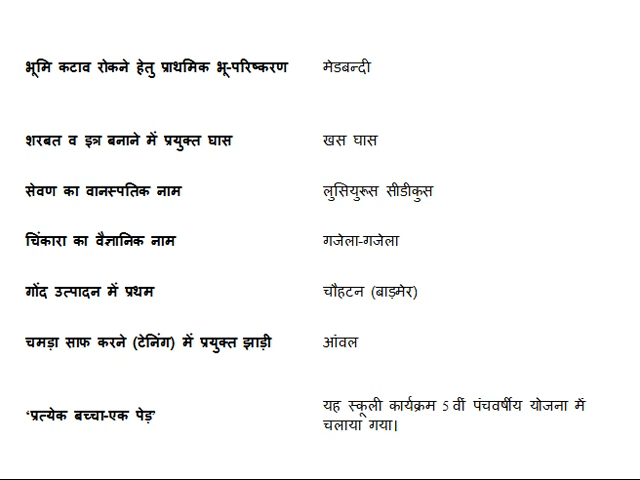 भूमि कटाव रोकने हेतु प्राथमिक भू-परिष्करण मेडबन्दी
शरबत व इत्र बनाने में प्रयुक्त घास खस घास
सेवण का वानस्पतिक नाम लुसियुरूस सीडीकुस
चिंकारा का वैज्ञानिक नाम गजेला-गजेला
गोंद उत्पादन में प्रथम चौहटन (बाड़मेर)
चमड़ा साफ करने (टेनिंग) में प्रयुक्त झाड़ी आंवल
‘प्रत्येक बच्चा-एक पेड़’ यह स्कूली कार्यक्रम 5 वीं पंचवर्षीय योजना में
चलाया गया।